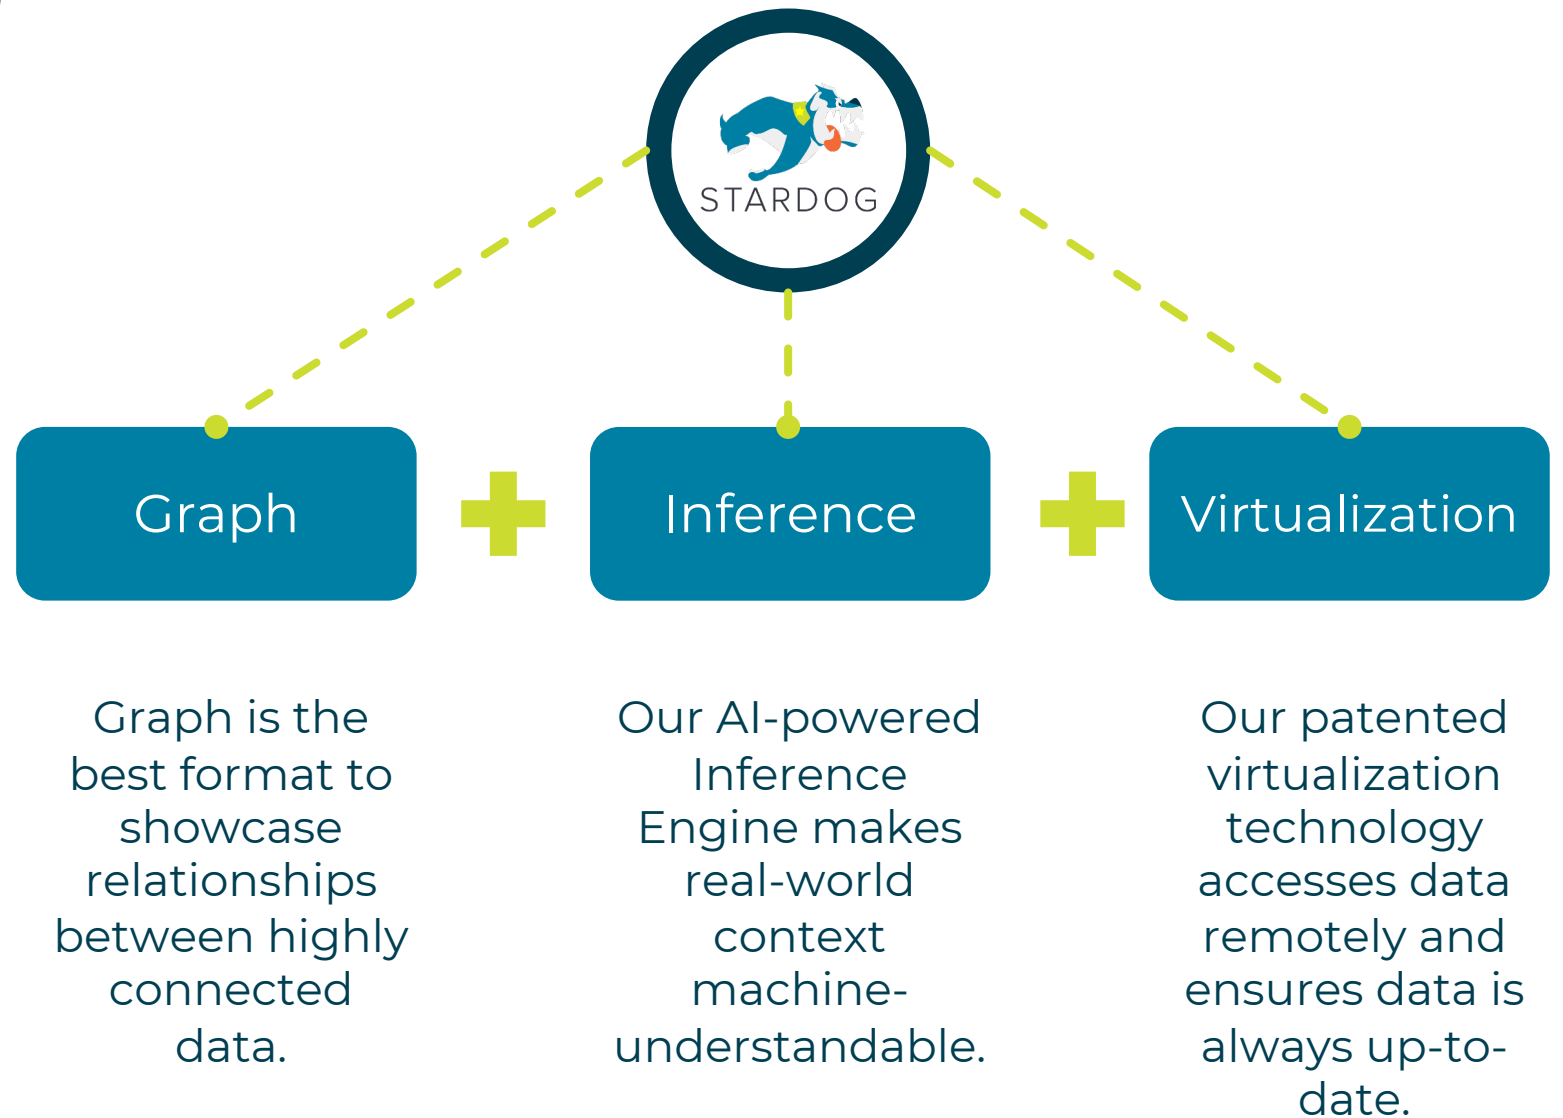 STARDOG
Graph
Inference
Virtualization
Graph is the
best format to
showcase
relationships
between highly
connected
data.
Our AI-powered
Inference
Engine makes
real-world
context
machine-
understandable.
Our patented
virtualization
technology
accesses data
remotely and
ensures data is
always up-to-
date.